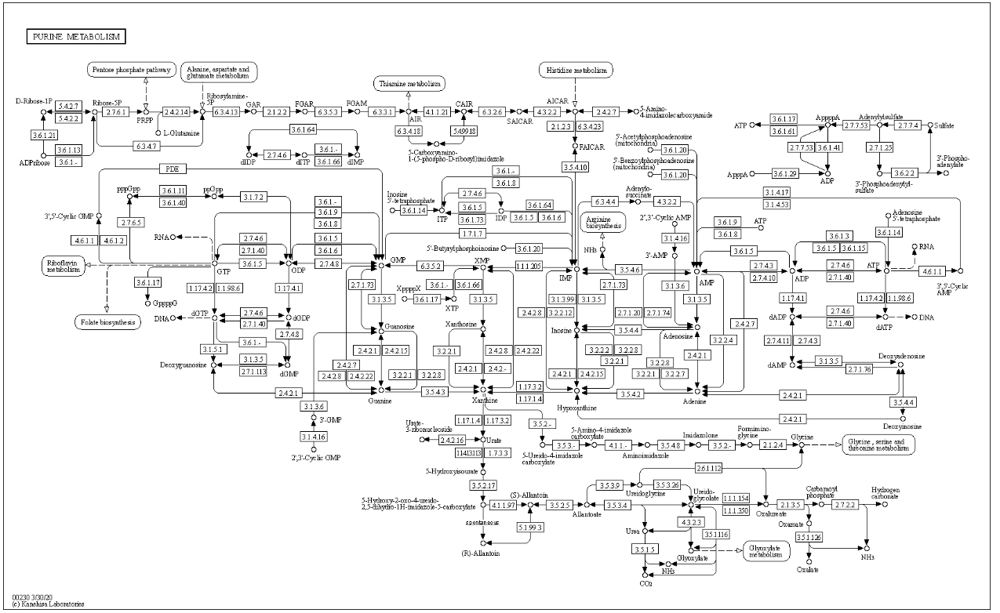 PURINE METABOLISM
Pentose phosphate pathway
Alanine, aspartate and
glutamate metabolism
Thiamine metabolism
Histidine metabolism
D-Ribose-1P
5.4.2.7
5.4.2.2
Ribose-5P
2.7.6.1
PRPP
2.4.2.14
Ribosylamine-
5P
6.3.4.13
GAR
2.1.2.2
FGAR
6.3.5.3
FGAM
6.3.3.1
AIR
4.1.1.21
CAIR
6.3.2.6
SAICAR
4.3.2.2
AICAR
2.4.2.7
5-Amino-
4-imidazolecarboxyamide
L-Glutamine
3.6.1.21
3.6.1.13
3.6.1.-
ADPribose
6.3.4.7
3.6.1.64
dIDP
2.7.4.6
dITP
3.6.1.-
3.6.1.66
dIMP
6.3.4.18
5.4.99.18
5-Carboxyamino-
1-(5-phospho-D-ribosyl)imidazole
2.1.2.3
6.3.4.23
FAICAR
3.5.4.10
5'-Acetylphosphoadenosine
(mitochondria)
3.6.1.20
5'-Benzoylphosphoadenosine
(mitochondria)
3.6.1.20
ATP
3.6.1.17
3.6.1.61
AppppA
2.7.7.53
Adenylylsulfate
2.7.7.4
Sulfate
2.7.7.53
3.6.1.41
2.7.1.25
ApppA
3.6.1.29
ADP
3.6.2.2
3'-Phospho-
adenylate
3'-Phosphoadenylyl-
sulfate
PDE
pppGpp
3.6.1.11
3.6.1.40
ppGpp
3.1.7.2
3',5'-Cyclic GMP
2.7.6.5
4.6.1.1
4.6.1.2
RNA
2.7.4.6
2.7.1.40
3.6.1.5
GTP
GDP
3.6.1.-
3.6.1.9
3.6.1.8
3.6.1.5
3.6.1.6
2.7.4.8
Inosine
5'-tetraphosphate
3.6.1.14
ITP
3.6.1.-
3.6.1.8
2.7.4.6
3.6.1.5
3.6.1.73
IDP
3.6.1.64
3.6.1.5
3.6.1.6
1.7.1.7
5'-Butyrylphosphoinosine
3.6.1.20
Adenylo-
succinate
6.3.4.4
4.3.2.2
Arginine
biosynthesis
NH3
2',3'-Cyclic AMP
3.1.4.16
3'-AMP
3.1.3.6
3.1.4.17
3.1.4.53
3.6.1.9
3.6.1.8
ATP
Adenosine
5'-tetraphosphate
3.6.1.14
3.6.1.3
3.6.1.5
3.6.1.15
3.6.1.5
2.7.4.3
2.7.4.10
ADP
2.7.4.6
2.7.1.40
ATP
RNA
4.6.1.1
3',5'-Cyclic
AMP
Riboflavin
metabolism
3.6.1.17
GppppG
Folate biosynthesis
1.17.4.2
1.1.98.6
1.17.4.1
DNA
dGTP
2.7.4.6
2.7.1.40
dGDP
2.7.4.8
3.6.1.-
3.1.5.1
3.1.3.5
2.7.1.113
Deoxyguanosine
dGMP
2.4.2.1
GMP
6.3.5.2
XMP
1.1.1.205
IMP
3.5.4.6
AMP
2.7.1.73
3.1.3.5
XppppX
3.6.1.17
XTP
3.6.1.-
3.6.1.66
3.1.3.5
2.4.2.8
3.1.3.99
3.2.2.12
3.1.3.5
2.7.1.73
2.7.1.20
2.7.1.74
3.1.3.5
2.4.2.7
Guanosine
Xanthosine
Inosine
3.5.4.4
Adenosine
2.4.2.1
2.4.2.15
2.4.2.7
2.4.2.8
2.4.2.22
3.2.2.1
3.2.2.8
3.2.2.1
2.4.2.8
2.4.2.22
2.4.2.1
2.4.2.-
3.2.2.2
3.2.2.8
3.2.2.1
2.4.2.1
2.4.2.15
3.2.2.8
3.2.2.1
3.2.2.7
2.4.2.1
3.2.2.4
Guanine
3.5.4.3
Xanthine
1.17.3.2
1.17.1.4
Hypoxanthine
3.5.4.2
Adenine
2.4.2.1
1.17.4.1
1.17.4.2
1.1.98.6
dADP
2.7.4.6
2.7.1.40
dATP
DNA
2.7.4.11
2.7.4.3
dAMP
3.1.3.5
2.7.1.76
Deoxyadenosine
3.5.4.4
2.4.2.1
Deoxyinosine
3.1.3.6
3'-GMP
3.1.4.16
2',3'-Cyclic GMP
1.17.1.4
1.17.3.2
Urate-
3-ribonucleoside
2.4.2.16
Urate
1.14.13.113
1.7.3.3
5-Hydroxyisourate
3.5.2.17
3.5.2.-
5-Ureido-4-imidazole
carboxylate
3.5.3.-
5-Amino-4-imidazole
carboxylate
4.1.1.-
Aminoimidazole
3.5.4.8
Imidazolone
3.5.2.-
Formimino-
glycine
2.1.2.4
Glycine
Glycine, serine and
threonine metabolism
5-Hydroxy-2-oxo-4-ureido-
2,5-dihydro-1H-imidazole-5-carboxylate
4.1.1.97
(S)-Allantoin
3.5.2.5
Allantoate
3.5.3.4
3.5.3.9
Ureidoglycine
3.5.3.26
Ureido-
glycolate
2.6.1.112
1.1.1.154
1.1.1.350
Oxalureate
2.1.3.5
Carbamoyl
phosphate
2.7.2.2
Hydrogen
carbonate
spontaneous
5.1.99.3
(R)-Allantoin
Urea
4.3.2.3
3.5.1.116
3.5.1.5
Glyoxylate
Glyoxylate
metabolism
NH3
CO2
Oxamate
3.5.1.126
Oxalate
NH3
00230 3/30/20
(c) Kanehisa Laboratories